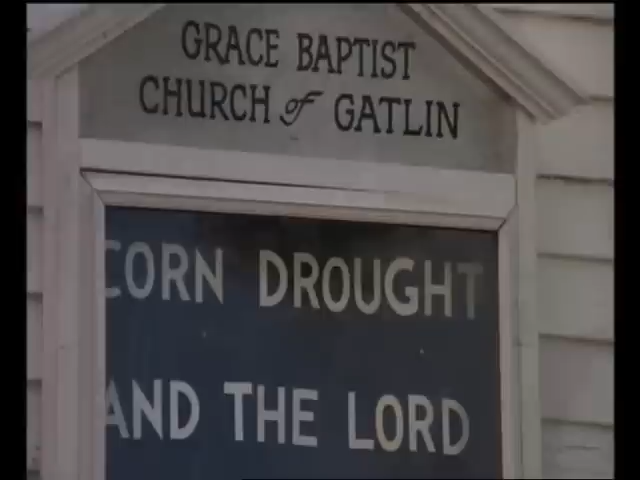 GRACE BAPTIST
CHURCH of GATLIN
CORN DROUGHT
AND THE LORD